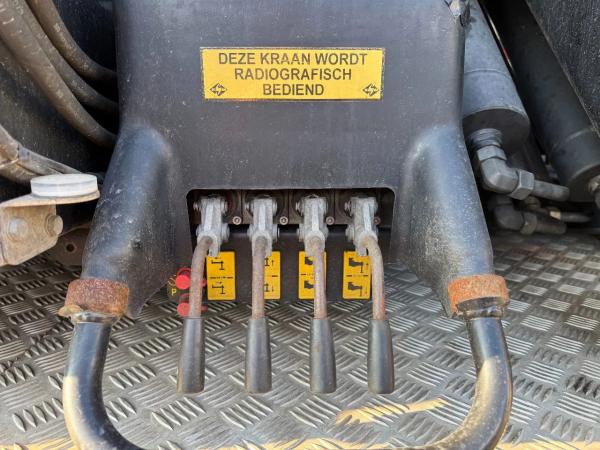 DEZE KRAAN WORDT
RADIOGRAFISCH
BEDIEND
P